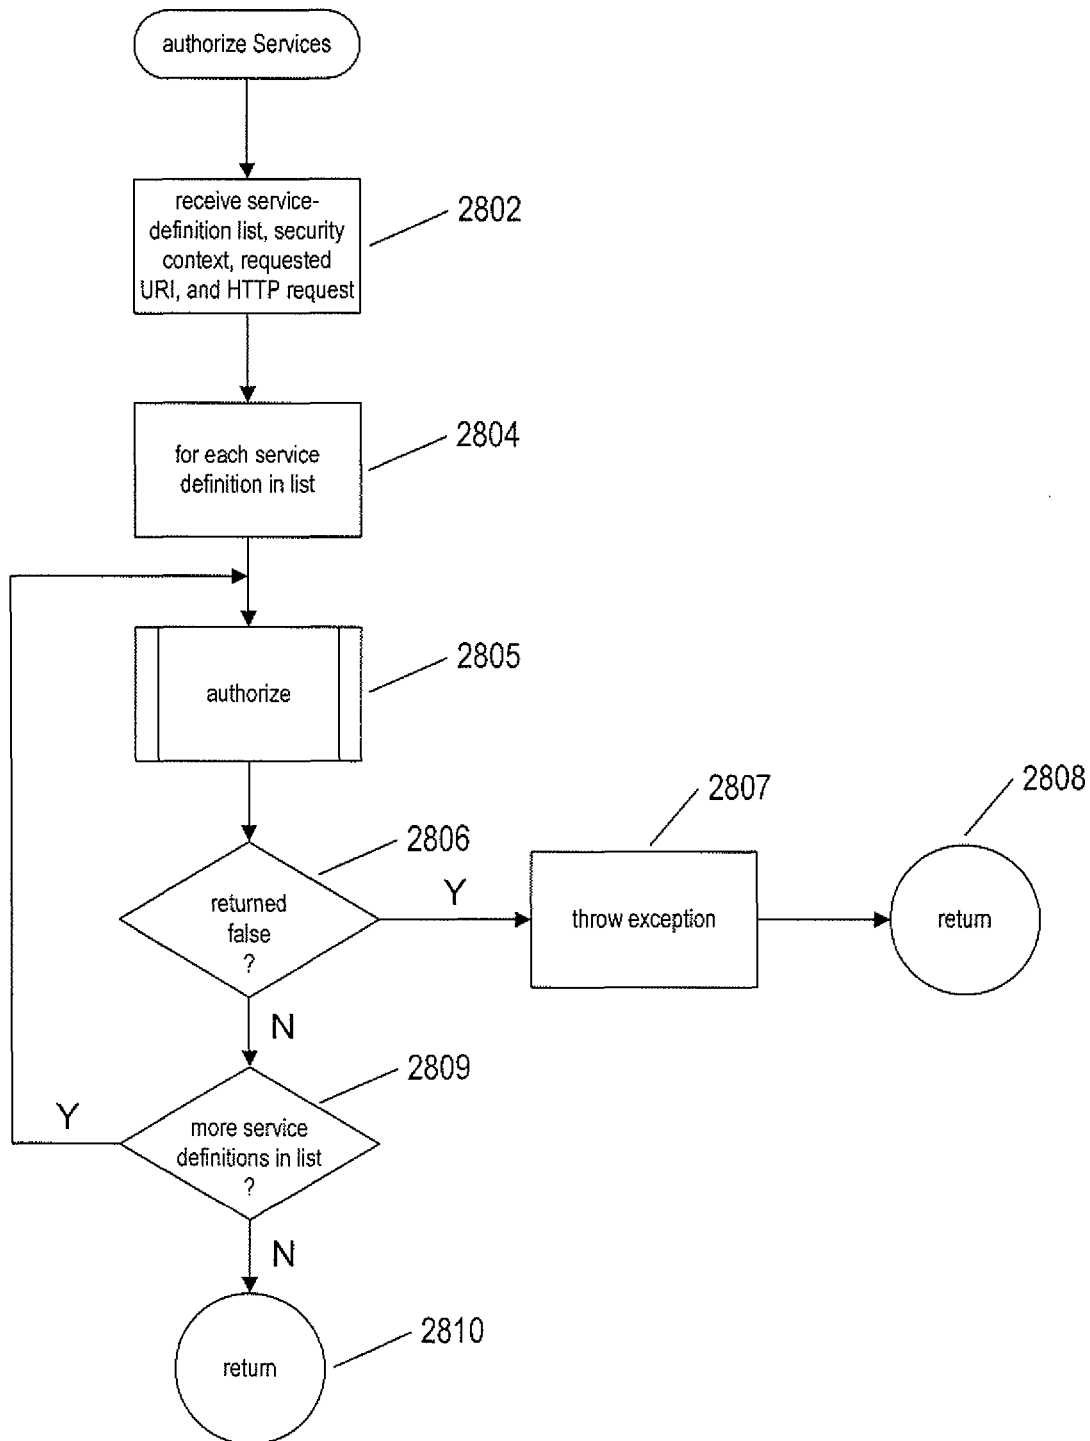 authorize Services
receive service-
definition list, security
context, requested
URI, and HTTP request
2802
for each service
definition in list
2804
authorize
2805
returned
false
?
2806
Y
throw exception
2807
return
2808
N
more service
definitions in list
?
2809
Y
N
return
2810